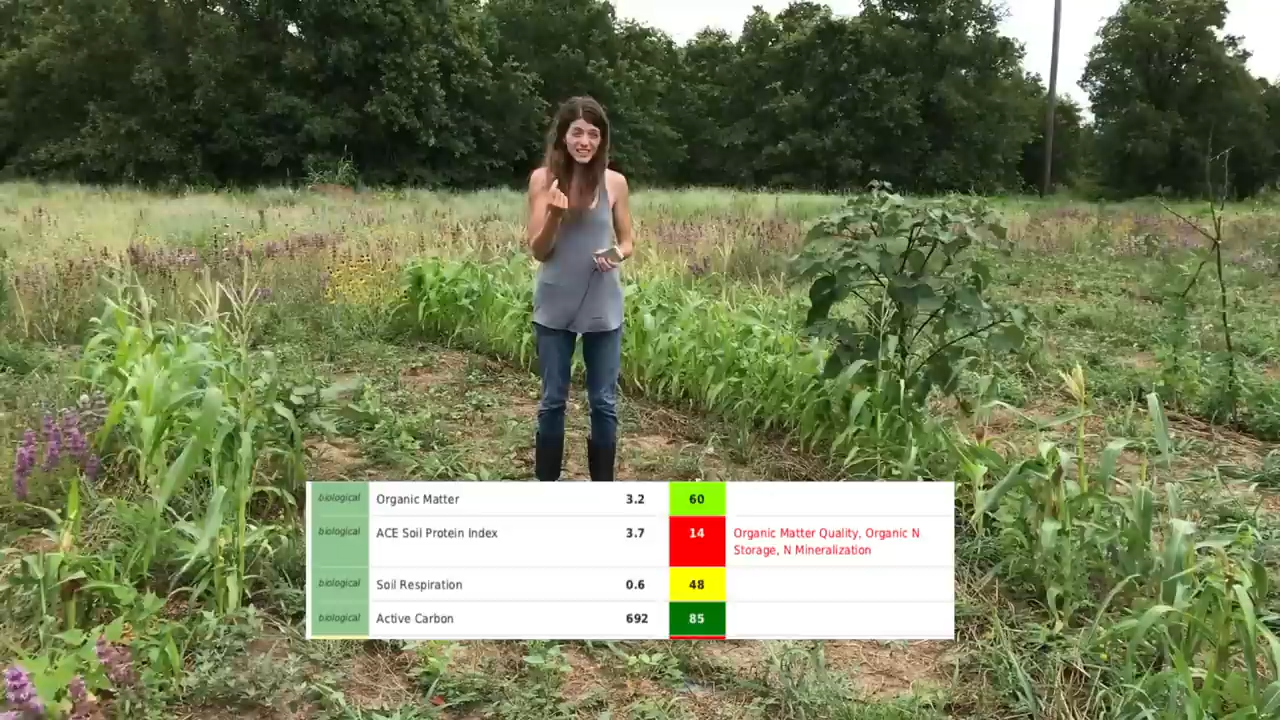 biological Organic Matter 3.2 60
biological ACE Soil Protein Index 3.7 14 Organic Matter Quality, Organic N
Storage, N Mineralization
biological Soil Respiration 0.6 48
biological Active Carbon 692 85